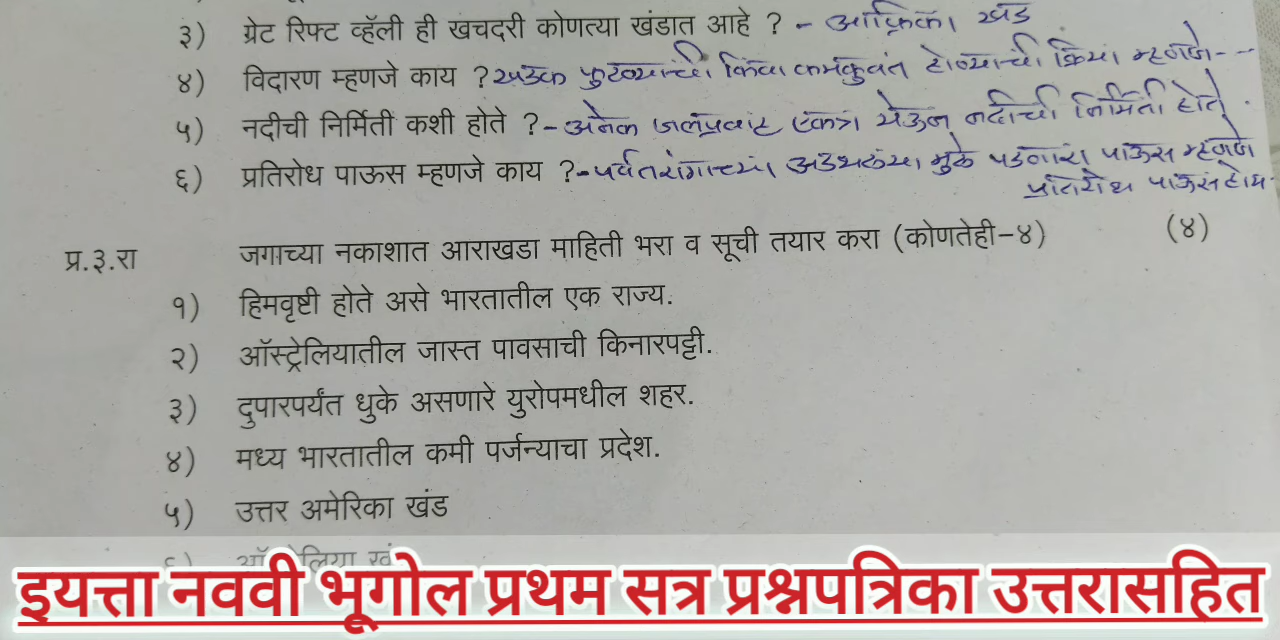 ३) ग्रेट रिफ्ट व्हॅली ही खचदरी कोणत्या खंडात आहे ? - आफ्रिका खंड
४) विदारण म्हणजे काय ? खडक फुटण्याची किंवा कमकुवत होण्याची क्रिया म्हणजे--
५) नदीची निर्मिती कशी होते ? - अनेक जलप्रवाह एकत्र येऊन नदीची निर्मिती होते.
६) प्रतिरोध पाऊस म्हणजे काय ? - पर्वतरांगाच्या अडथळ्या मुळे पडणारा पाऊस म्हणजे
प्रतिरोध पाऊस होय
प्र.३.रा जगाच्या नकाशात आराखडा माहिती भरा व सूची तयार करा (कोणतेही-४) (४)
१) हिमवृष्टी होते असे भारतातील एक राज्य.
२) ऑस्ट्रेलियातील जास्त पावसाची किनारपट्टी.
३) दुपारपर्यंत धुके असणारे युरोपमधील शहर.
४) मध्य भारतातील कमी पर्जन्याचा प्रदेश.
५) उत्तर अमेरिका खंड
इयत्ता नववी भूगोल प्रथम सत्र प्रश्नपत्रिका उत्तरासहित